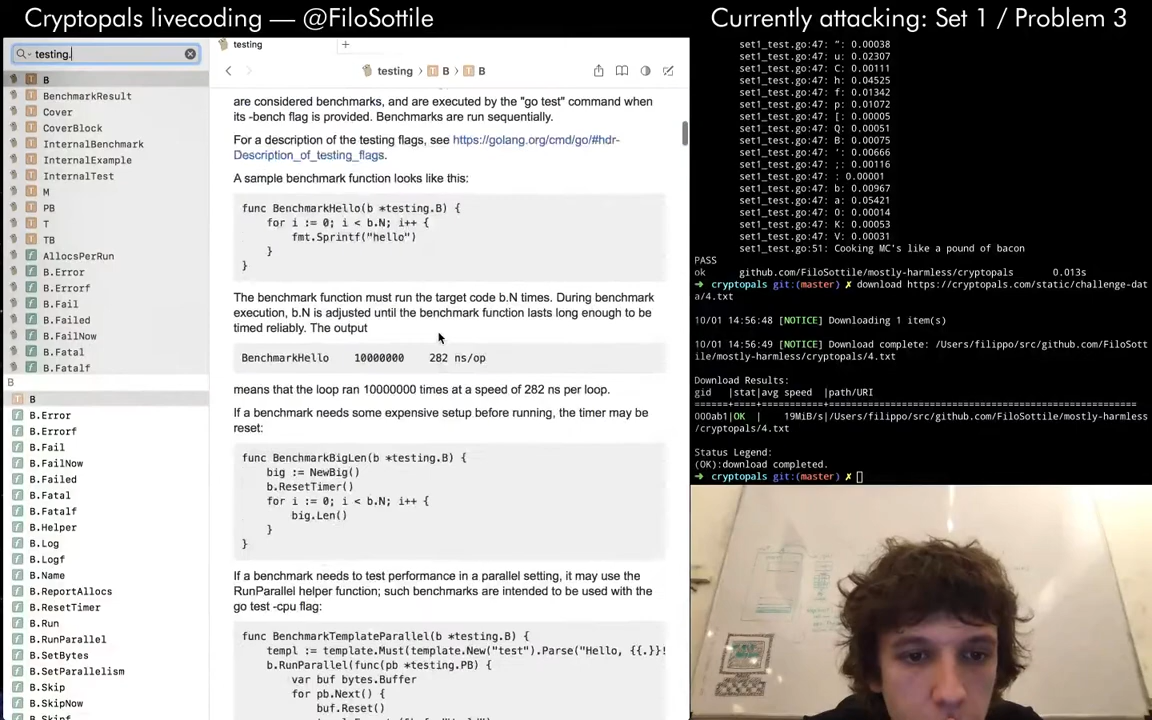 Cryptopals livecoding — @FiloSottile
Currently attacking: Set 1 / Problem 3
testing.
B
BenchmarkResult
Cover
CoverBlock
InternalBenchmark
InternalExample
InternalTest
M
PB
T
TB
AllocsPerRun
B.Error
B.Errorf
B.Fail
B.Failed
B.FailNow
B.Fatal
B.Fatalf
B
B
B.Error
B.Errorf
B.Fail
B.FailNow
B.Failed
B.Fatal
B.Fatalf
B.Helper
B.Log
B.Logf
B.Name
B.ReportAllocs
B.ResetTimer
B.Run
B.RunParallel
B.SetBytes
B.SetParallelism
B.Skip
B.SkipNow
B.Skipf
testing
testing > B > B
are considered benchmarks, and are executed by the "go test" command when
its -bench flag is provided. Benchmarks are run sequentially.
For a description of the testing flags, see https://golang.org/cmd/go/#hdr-
Description_of_testing_flags.
A sample benchmark function looks like this:
func BenchmarkHello(b *testing.B) {
for i := 0; i < b.N; i++ {
fmt.Sprintf("hello")
}
}
The benchmark function must run the target code b.N times. During benchmark
execution, b.N is adjusted until the benchmark function lasts long enough to be
timed reliably. The output
BenchmarkHello 10000000 282 ns/op
means that the loop ran 10000000 times at a speed of 282 ns per loop.
If a benchmark needs some expensive setup before running, the timer may be
reset:
func BenchmarkBigLen(b *testing.B) {
big := NewBig()
b.ResetTimer()
for i := 0; i < b.N; i++ {
big.Len()
}
}
If a benchmark needs to test performance in a parallel setting, it may use the
RunParallel helper function; such benchmarks are intended to be used with the
go test -cpu flag:
func BenchmarkTemplateParallel(b *testing.B) {
templ := template.Must(template.New("test").Parse("Hello, {{.}}!
b.RunParallel(func(pb *testing.PB) {
var buf bytes.Buffer
for pb.Next() {
buf.Reset()
set1_test.go:47: ": 0.00038
set1_test.go:47: u: 0.02307
set1_test.go:47: C: 0.00111
set1_test.go:47: h: 0.04525
set1_test.go:47: f: 0.01342
set1_test.go:47: p: 0.01072
set1_test.go:47: [: 0.00006
set1_test.go:47: Q: 0.00051
set1_test.go:47: B: 0.00075
set1_test.go:47: ': 0.00666
set1_test.go:47: ;: 0.00116
set1_test.go:47: : 0.00001
set1_test.go:47: b: 0.00967
set1_test.go:47: a: 0.05421
set1_test.go:47: 0: 0.00014
set1_test.go:47: K: 0.00053
set1_test.go:47: V: 0.00031
set1_test.go:51: Cooking MC's like a pound of bacon
PASS
ok github.com/FiloSottile/mostly-harmless/cryptopals 0.013s
➜ cryptopals git:(master) ✗ download https://cryptopals.com/static/challenge-dat
a/4.txt
10/01 14:56:48 [NOTICE] Downloading 1 item(s)
10/01 14:56:49 [NOTICE] Download complete: /Users/filippo/src/github.com/FiloSot
tile/mostly-harmless/cryptopals/4.txt
Download Results:
gid |stat|avg speed |path/URI
======+====+===========+=======================================================
000ab1|OK | 19MiB/s|/Users/filippo/src/github.com/FiloSottile/mostly-harmless
/cryptopals/4.txt
Status Legend:
(OK):download completed.
➜ cryptopals git:(master) ✗